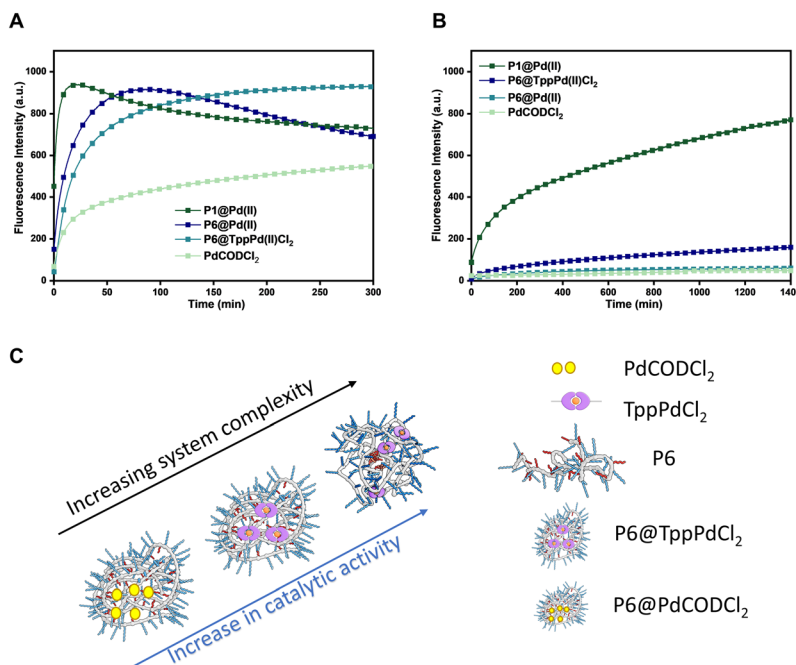 A
Fluorescence Intensity (a.u.)
1000
800
600
400
200
0
P1@Pd(II)
P6@Pd(II)
P6@TppPd(II)Cl₂
PdCODCl₂
0 50 100 150 200 250 300
Time (min)
B
Fluorescence Intensity (a.u.)
1000
800
600
400
200
0
P1@Pd(II)
P6@TppPd(II)Cl₂
P6@Pd(II)
PdCODCl₂
0 200 400 600 800 1000 1200 140
Time (min)
C
Increasing system complexity
Increase in catalytic activity
PdCODCl₂
TppPdCl₂
P6
P6@TppPdCl₂
P6@PdCODCl₂